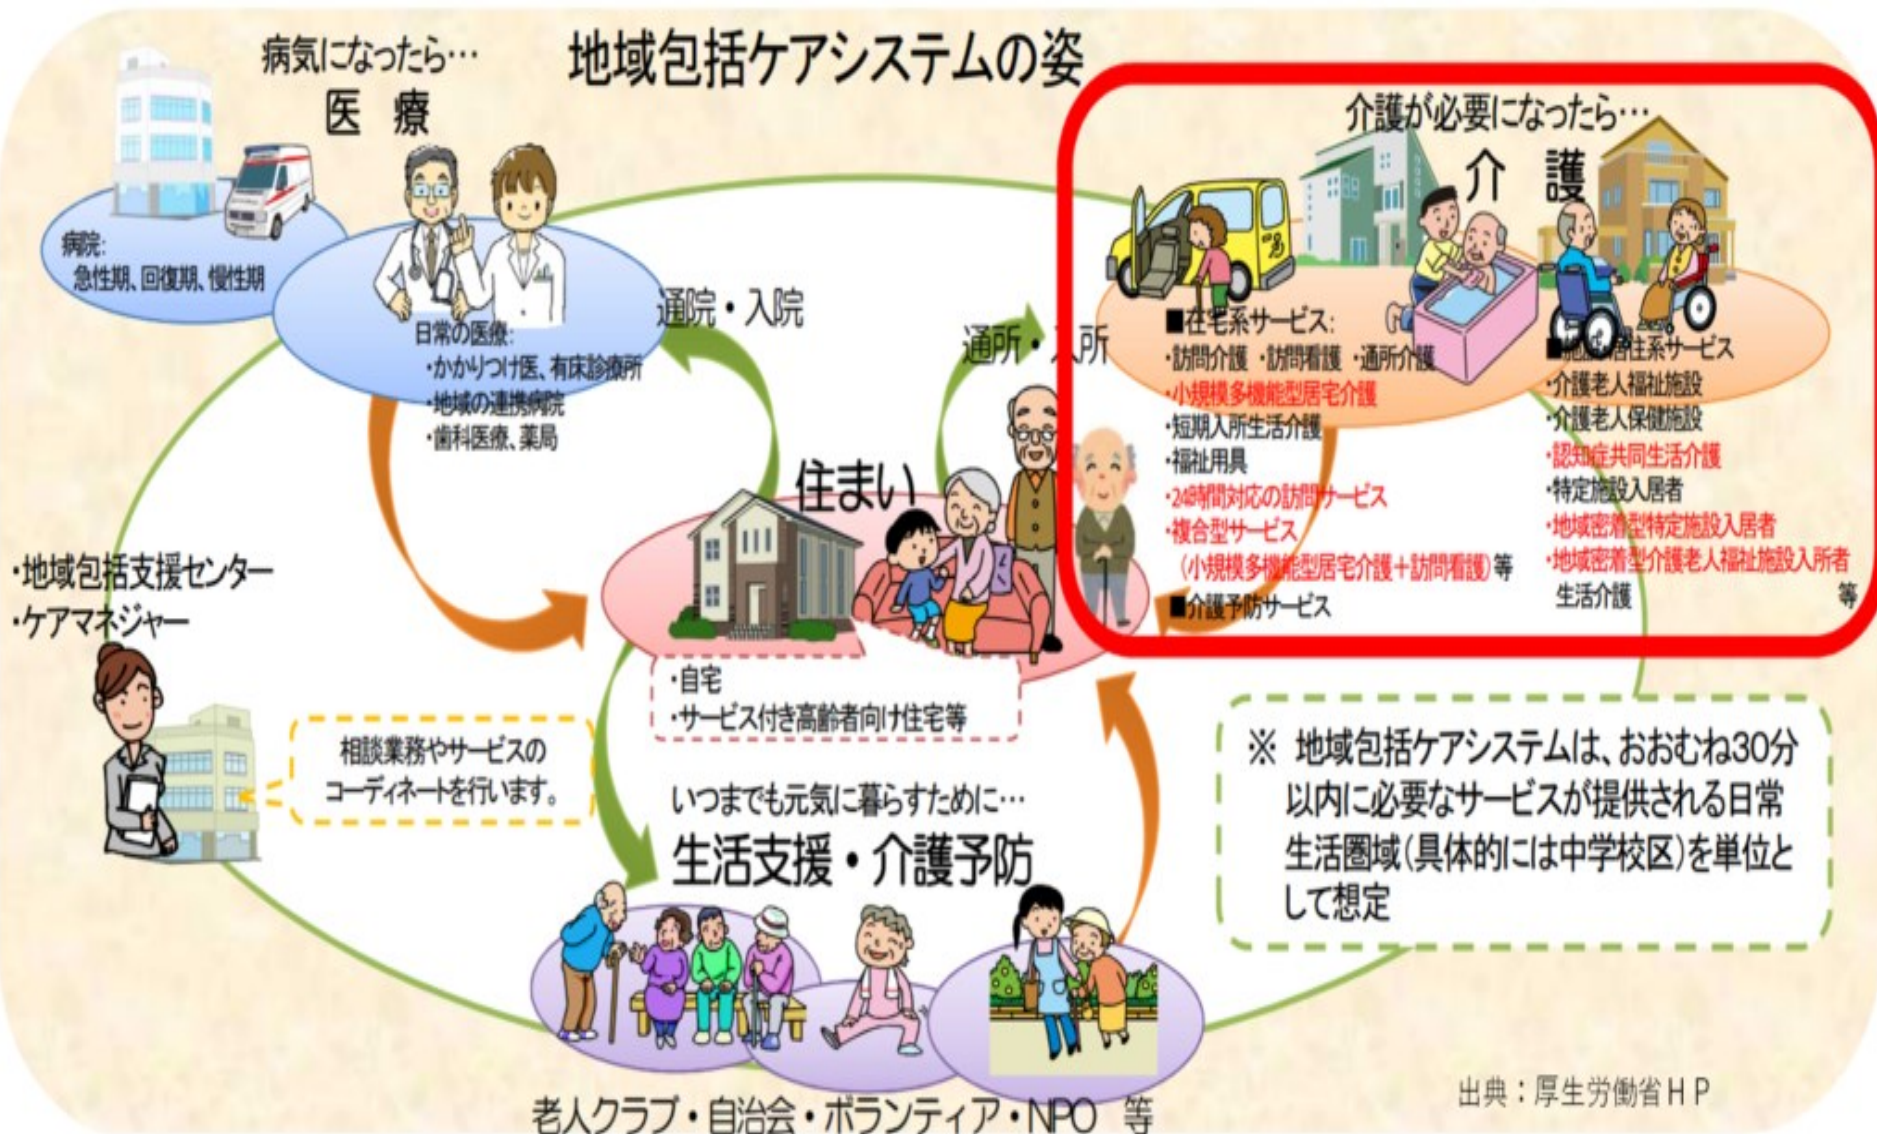 地域包括ケアシステムの姿
病気になったら…
医 療
病院:
急性期、回復期、慢性期
日常の医療:
・かかりつけ医、有床診療所
・地域の連携病院
・歯科医療、薬局
通院・入院
通所・入所
介護が必要になったら…
介 護
■在宅系サービス:
・訪問介護 ・訪問看護 ・通所介護
・小規模多機能型居宅介護
・短期入所生活介護
・福祉用具
・24時間対応の訪問サービス
・複合型サービス
(小規模多機能型居宅介護+訪問看護)等
■介護予防サービス
■施設・居住系サービス
・介護老人福祉施設
・介護老人保健施設
・認知症共同生活介護
・特定施設入居者
・地域密着型特定施設入居者
・地域密着型介護老人福祉施設入所者
生活介護 等
住まい
・自宅
・サービス付き高齢者向け住宅等
・地域包括支援センター
・ケアマネジャー
相談業務やサービスの
コーディネートを行います。
いつまでも元気に暮らすために…
生活支援・介護予防
老人クラブ・自治会・ボランティア・NPO 等
※ 地域包括ケアシステムは、おおむね30分
以内に必要なサービスが提供される日常
生活圏域(具体的には中学校区)を単位と
して想定
出典:厚生労働省HP